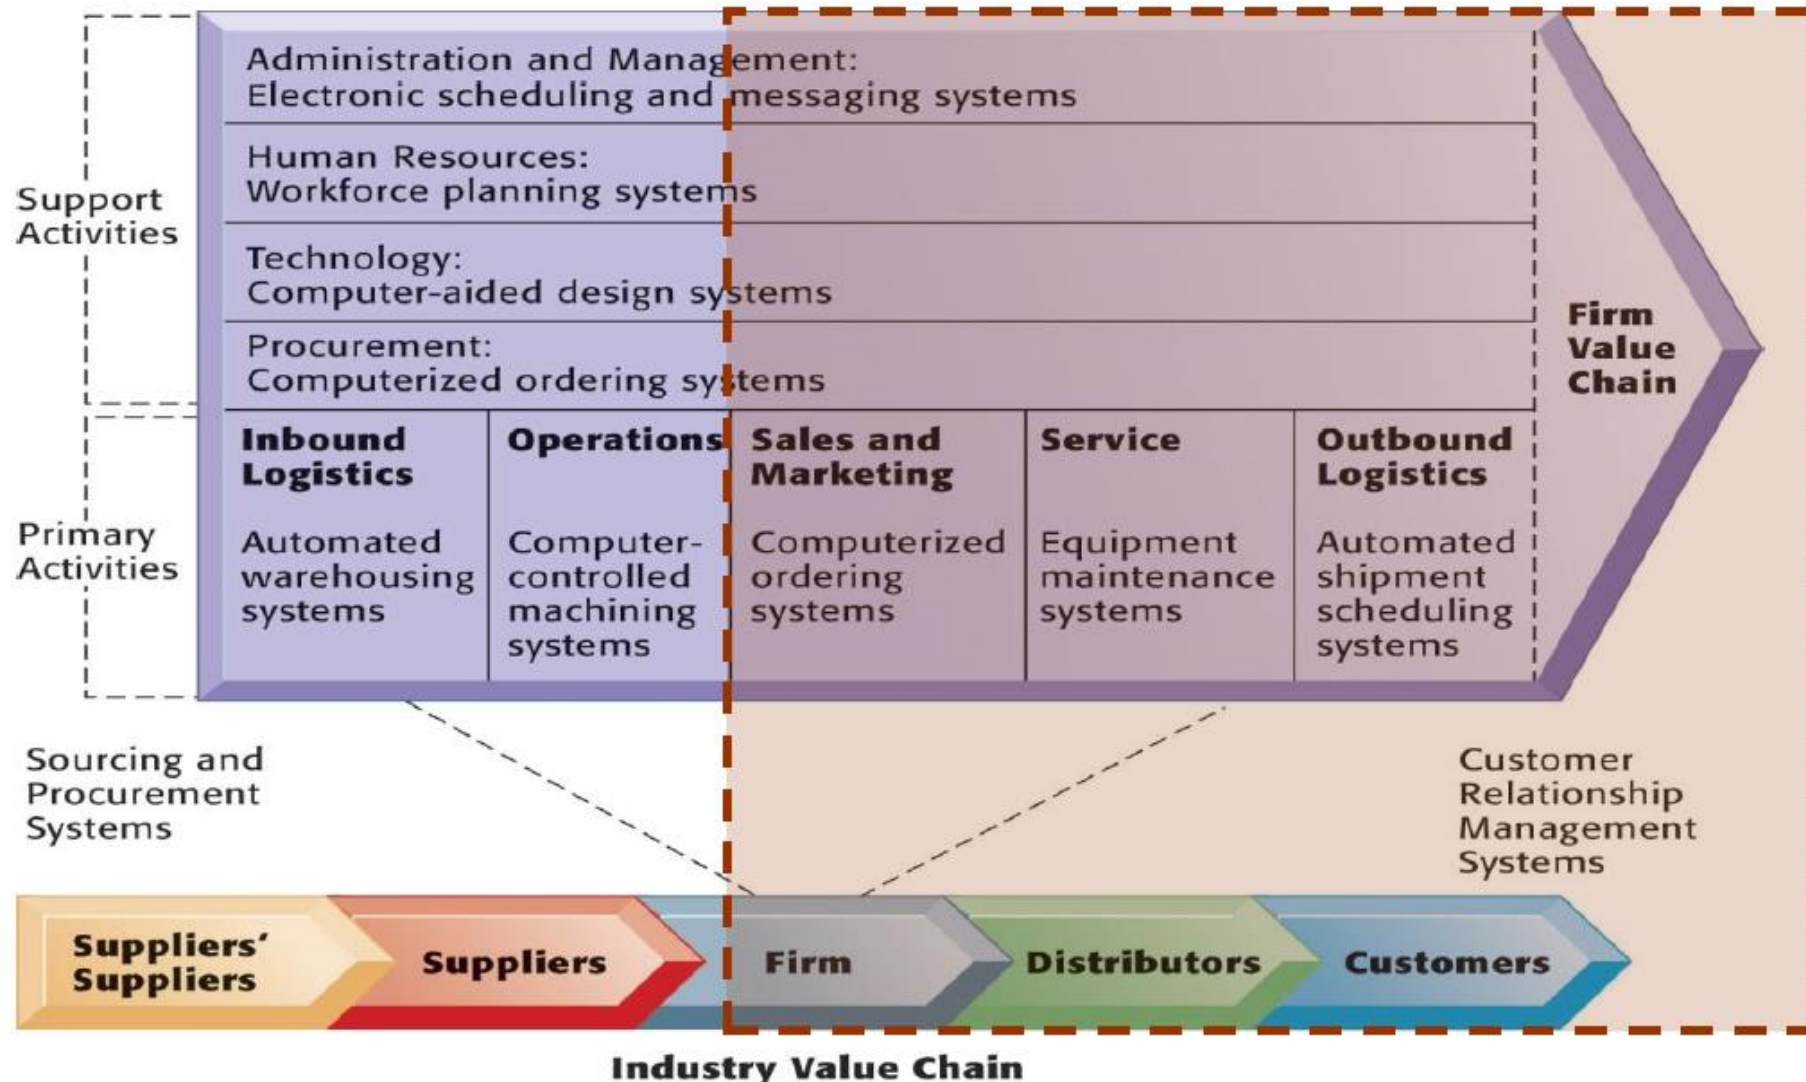 Administration and Management:
Electronic scheduling and messaging systems
Human Resources:
Workforce planning systems
Support
Activities
Technology:
Computer-aided design systems
Procurement:
Computerized ordering systems
Firm
Value
Chain
Primary
Activities
Inbound
Logistics
Automated
warehousing
systems
Operations
Computer-
controlled
machining
systems
Sales and
Marketing
Computerized
ordering
systems
Service
Equipment
maintenance
systems
Outbound
Logistics
Automated
shipment
scheduling
systems
Sourcing and
Procurement
Systems
Customer
Relationship
Management
Systems
Suppliers’
Suppliers
Suppliers
Firm
Distributors
Customers
Industry Value Chain